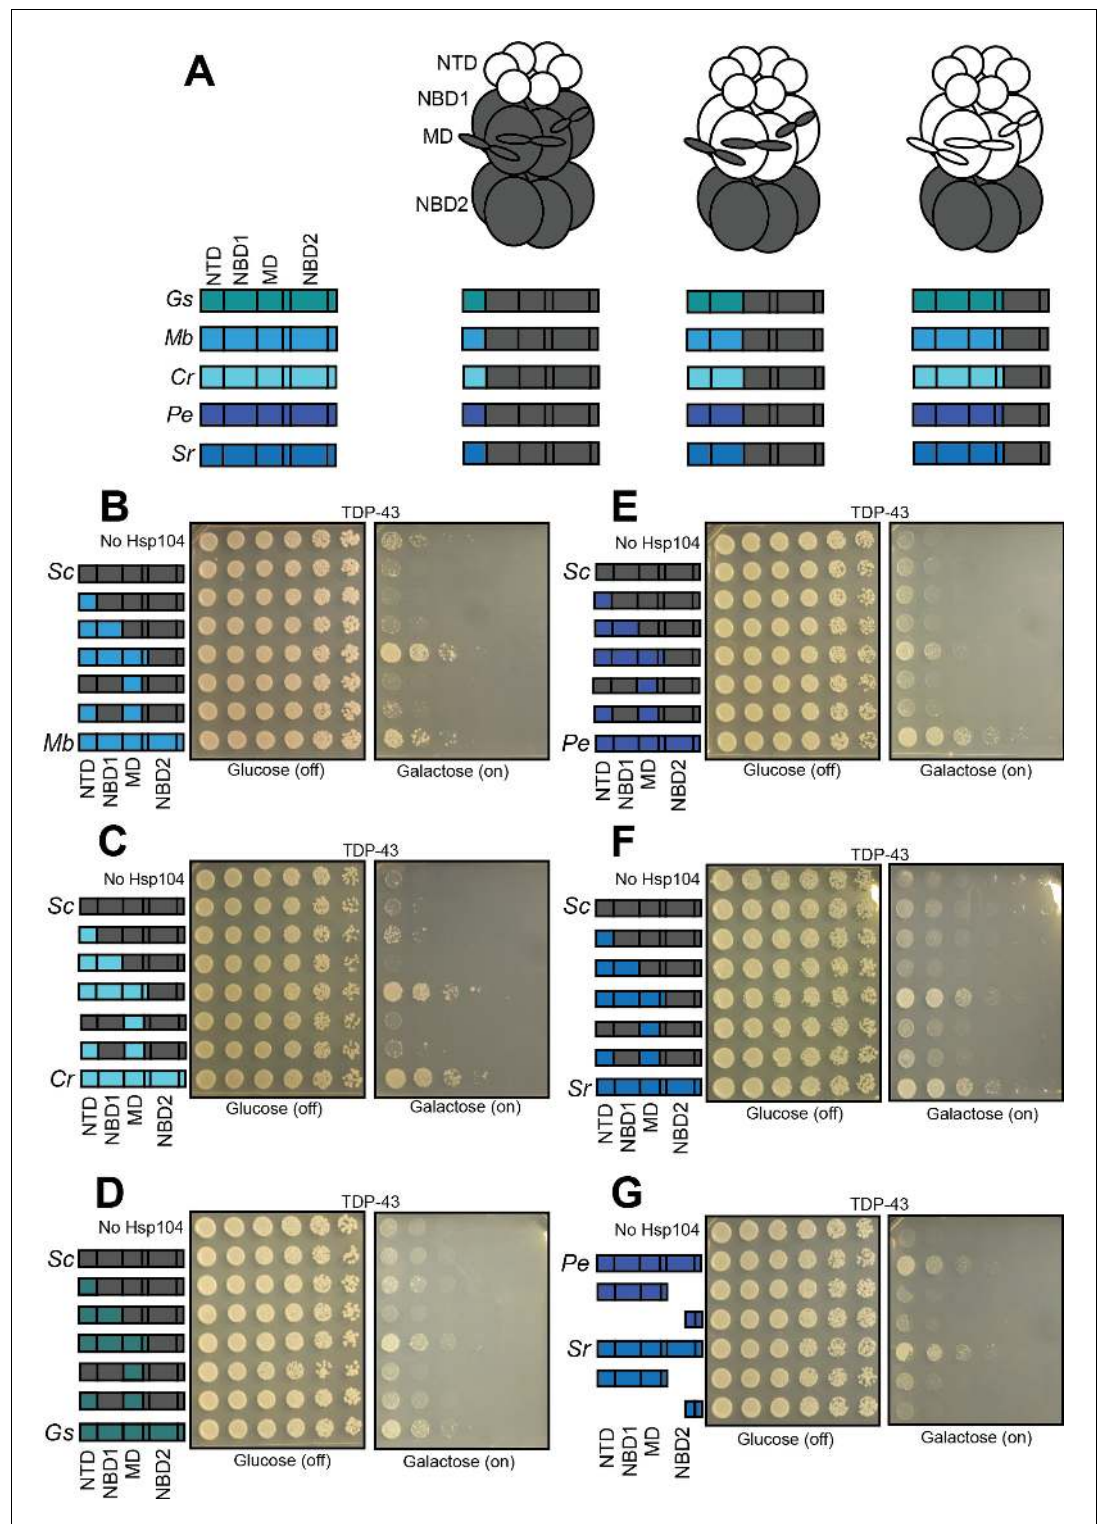 A
NTD
NBD1
MD
NBD2
NTD
NBD1
MD
NBD2
Gs
Mb
Cr
Pe
Sr
B
TDP-43
No Hsp104
Sc
Mb
NTD
NBD1
MD
NBD2
Glucose (off)
Galactose (on)
E
TDP-43
No Hsp104
Sc
Pe
NTD
NBD1
MD
NBD2
Glucose (off)
Galactose (on)
C
TDP-43
No Hsp104
Sc
Cr
NTD
NBD1
MD
NBD2
Glucose (off)
Galactose (on)
F
TDP-43
No Hsp104
Sc
Sr
NTD
NBD1
MD
NBD2
Glucose (off)
Galactose (on)
D
TDP-43
No Hsp104
Sc
Gs
NTD
NBD1
MD
NBD2
Glucose (off)
Galactose (on)
G
TDP-43
No Hsp104
Pe
Sr
NTD
NBD1
MD
NBD2
Glucose (off)
Galactose (on)